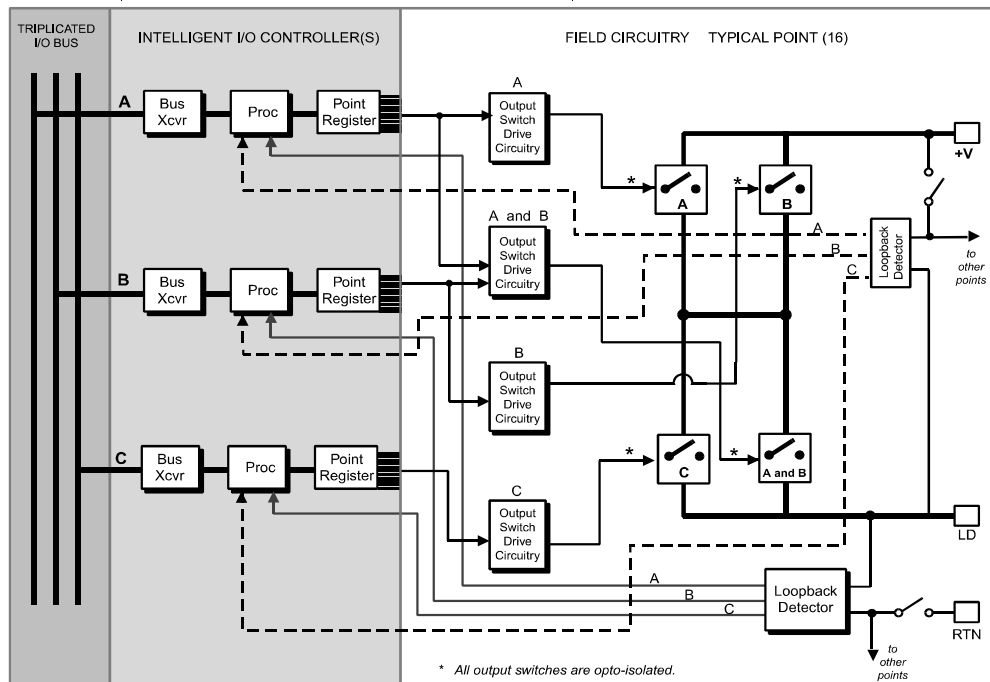 TRIPLICATED
I/O BUS
INTELLIGENT I/O CONTROLLER(S)
FIELD CIRCUITRY TYPICAL POINT (16)
A
Bus
Xcvr
Proc
Point
Register
A
Output
Switch
Drive
Circuitry
+V
*
A
*
B
A and B
Output
Switch
Drive
Circuitry
A
B
C
Loopback
Detector
to
other
points
B
Bus
Xcvr
Proc
Point
Register
B
Output
Switch
Drive
Circuitry
*
C
*
A and B
C
Bus
Xcvr
Proc
Point
Register
C
Output
Switch
Drive
Circuitry
LD
A
B
C
Loopback
Detector
RTN
to
other
points
* All output switches are opto-isolated.